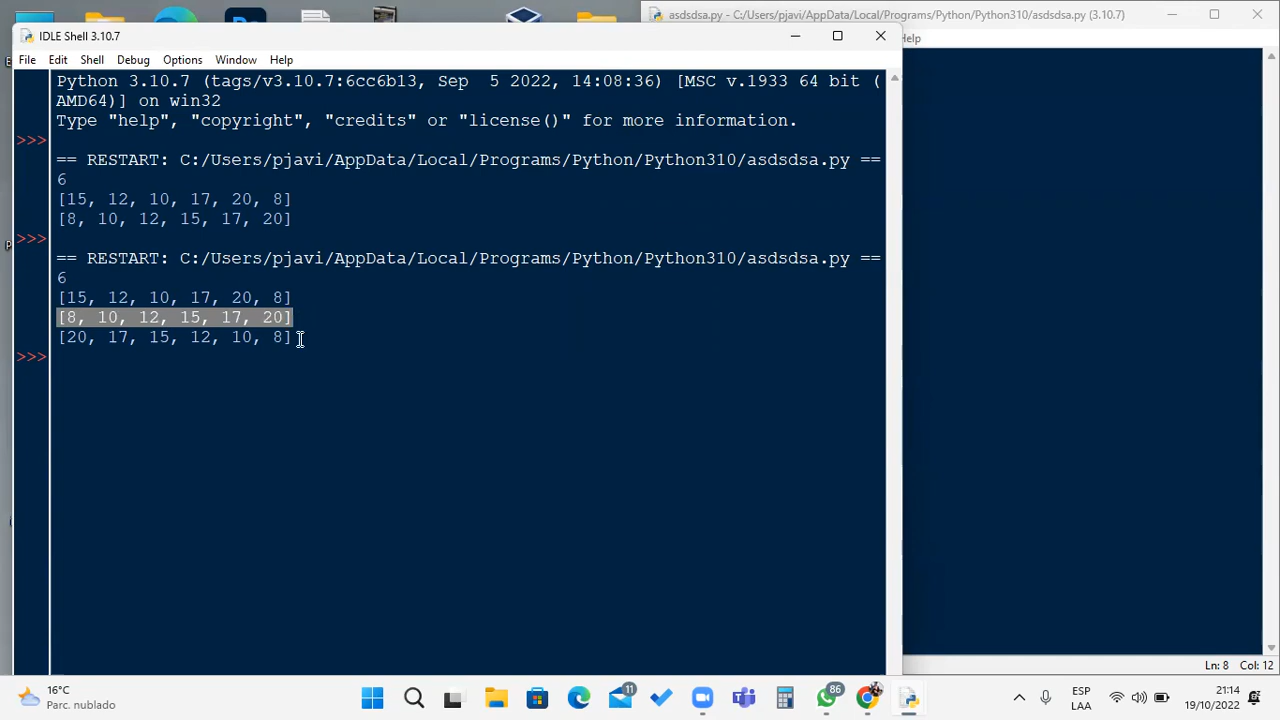 asdsdsa.py - C:/Users/pjavi/AppData/Local/Programs/Python/Python310/asdsdsa.py (3.10.7)
IDLE Shell 3.10.7
Help
File Edit Shell Debug Options Window Help
Python 3.10.7 (tags/v3.10.7:6cc6b13, Sep  5 2022, 14:08:36) [MSC v.1933 64 bit (
AMD64)] on win32
Type "help", "copyright", "credits" or "license()" for more information.
>>>
== RESTART: C:/Users/pjavi/AppData/Local/Programs/Python/Python310/asdsdsa.py ==
6
[15, 12, 10, 17, 20, 8]
[8, 10, 12, 15, 17, 20]
>>>
== RESTART: C:/Users/pjavi/AppData/Local/Programs/Python/Python310/asdsdsa.py ==
6
[15, 12, 10, 17, 20, 8]
[8, 10, 12, 15, 17, 20]
[20, 17, 15, 12, 10, 8]
>>>
Ln: 8 Col: 12
16°C
Parc. nublado
11
86
ESP
LAA
21:14
19/10/2022